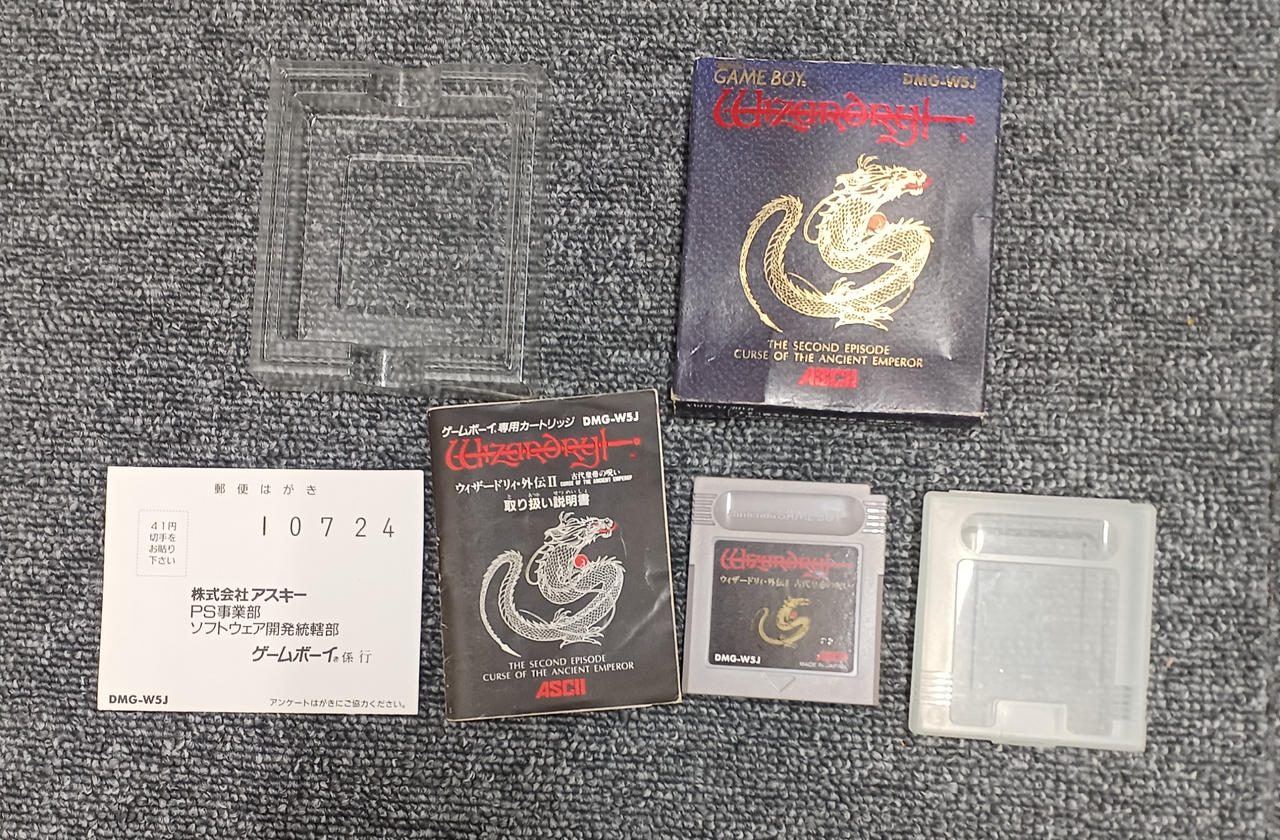 GAME BOY
DMG-W5J
Wizardry
THE SECOND EPISODE
CURSE OF THE ANCIENT EMPEROR
ASCII
ゲームボーイ専用カートリッジ DMG-W5J
Wizardry
ウィザードリィ・外伝II 古代皇帝の呪い
CURSE OF THE ANCIENT EMPEROR
取り扱い説明書
THE SECOND EPISODE
CURSE OF THE ANCIENT EMPEROR
ASCII
郵便はがき
41円
切手を
お貼り
下さい
10724
株式会社アスキー
PS事業部
ソフトウェア開発統轄部
ゲームボーイ®係 行
DMG-W5J
アンケートはがきにご協力ください。
Nintendo GAME BOY
Wizardry
ウィザードリィ・外伝II 古代皇帝の呪い
ASCII
DMG-W5J
MADE IN JAPAN